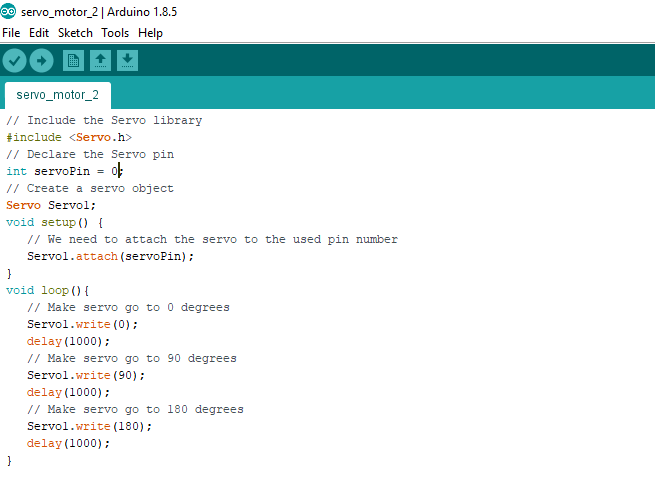 servo_motor_2 | Arduino 1.8.5
File Edit Sketch Tools Help
servo_motor_2
// Include the Servo library
#include <Servo.h>
// Declare the Servo pin
int servoPin = 0;
// Create a servo object
Servo Servo1;
void setup() {
   // We need to attach the servo to the used pin number
   Servo1.attach(servoPin);
}
void loop(){
   // Make servo go to 0 degrees
   Servo1.write(0);
   delay(1000);
   // Make servo go to 90 degrees
   Servo1.write(90);
   delay(1000);
   // Make servo go to 180 degrees
   Servo1.write(180);
   delay(1000);
}